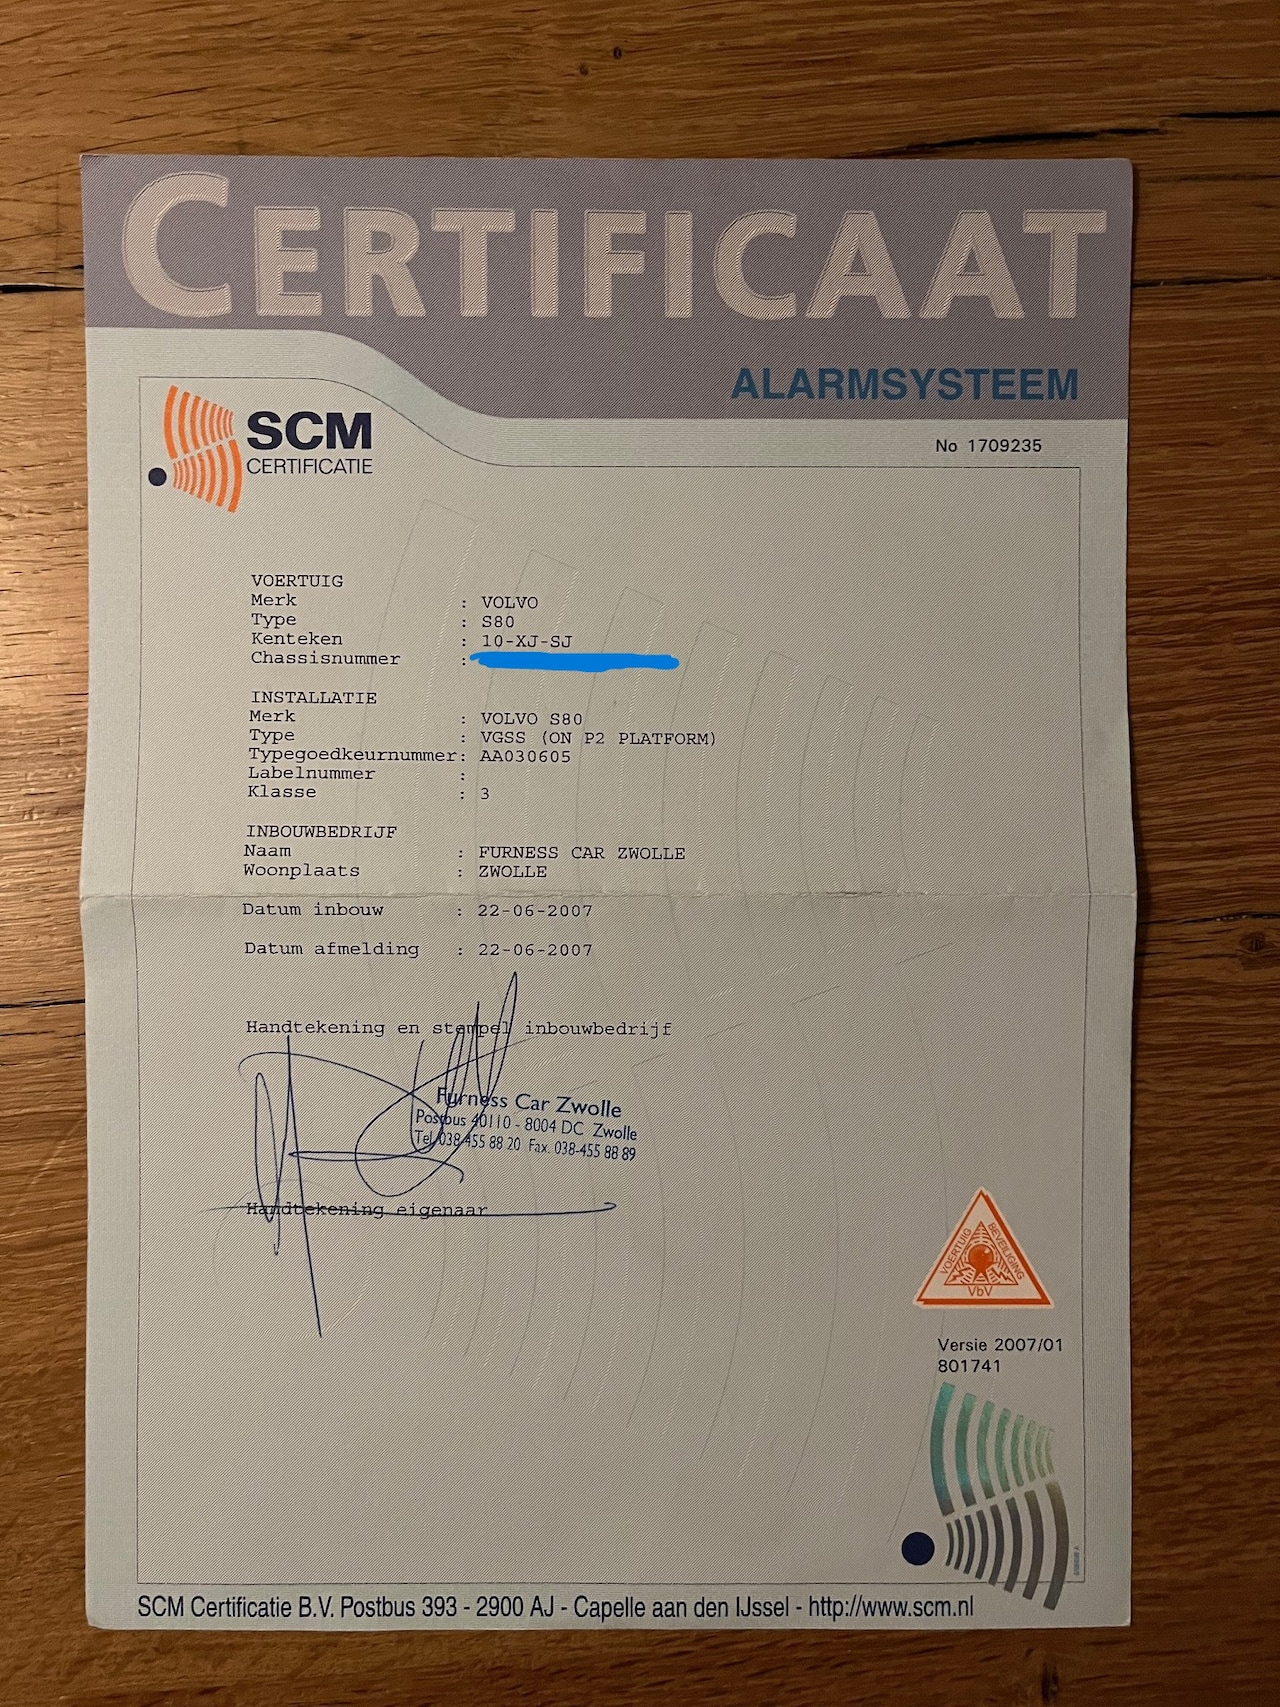 CERTIFICAAT
ALARMSYSTEEM
SCM
CERTIFICATIE
No 1709235
VOERTUIG
Merk : VOLVO
Type : S80
Kenteken : 10-XJ-SJ
Chassisnummer :
INSTALLATIE
Merk : VOLVO S80
Type : VGSS (ON P2 PLATFORM)
Typegoedkeurnummer: AA030605
Labelnummer :
Klasse : 3
INBOUWBEDRIJF
Naam : FURNESS CAR ZWOLLE
Woonplaats : ZWOLLE
Datum inbouw : 22-06-2007
Datum afmelding : 22-06-2007
Handtekening en stempel inbouwbedrijf
Furness Car Zwolle
Postbus 40110 - 8004 DC Zwolle
Tel. 038-455 88 20 Fax. 038-455 88 89
Handtekening eigenaar
VOERTUIG BEVEILIGING
VbV
Versie 2007/01
801741
SCM Certificatie B.V. Postbus 393 - 2900 AJ - Capelle aan den IJssel - http://www.scm.nl